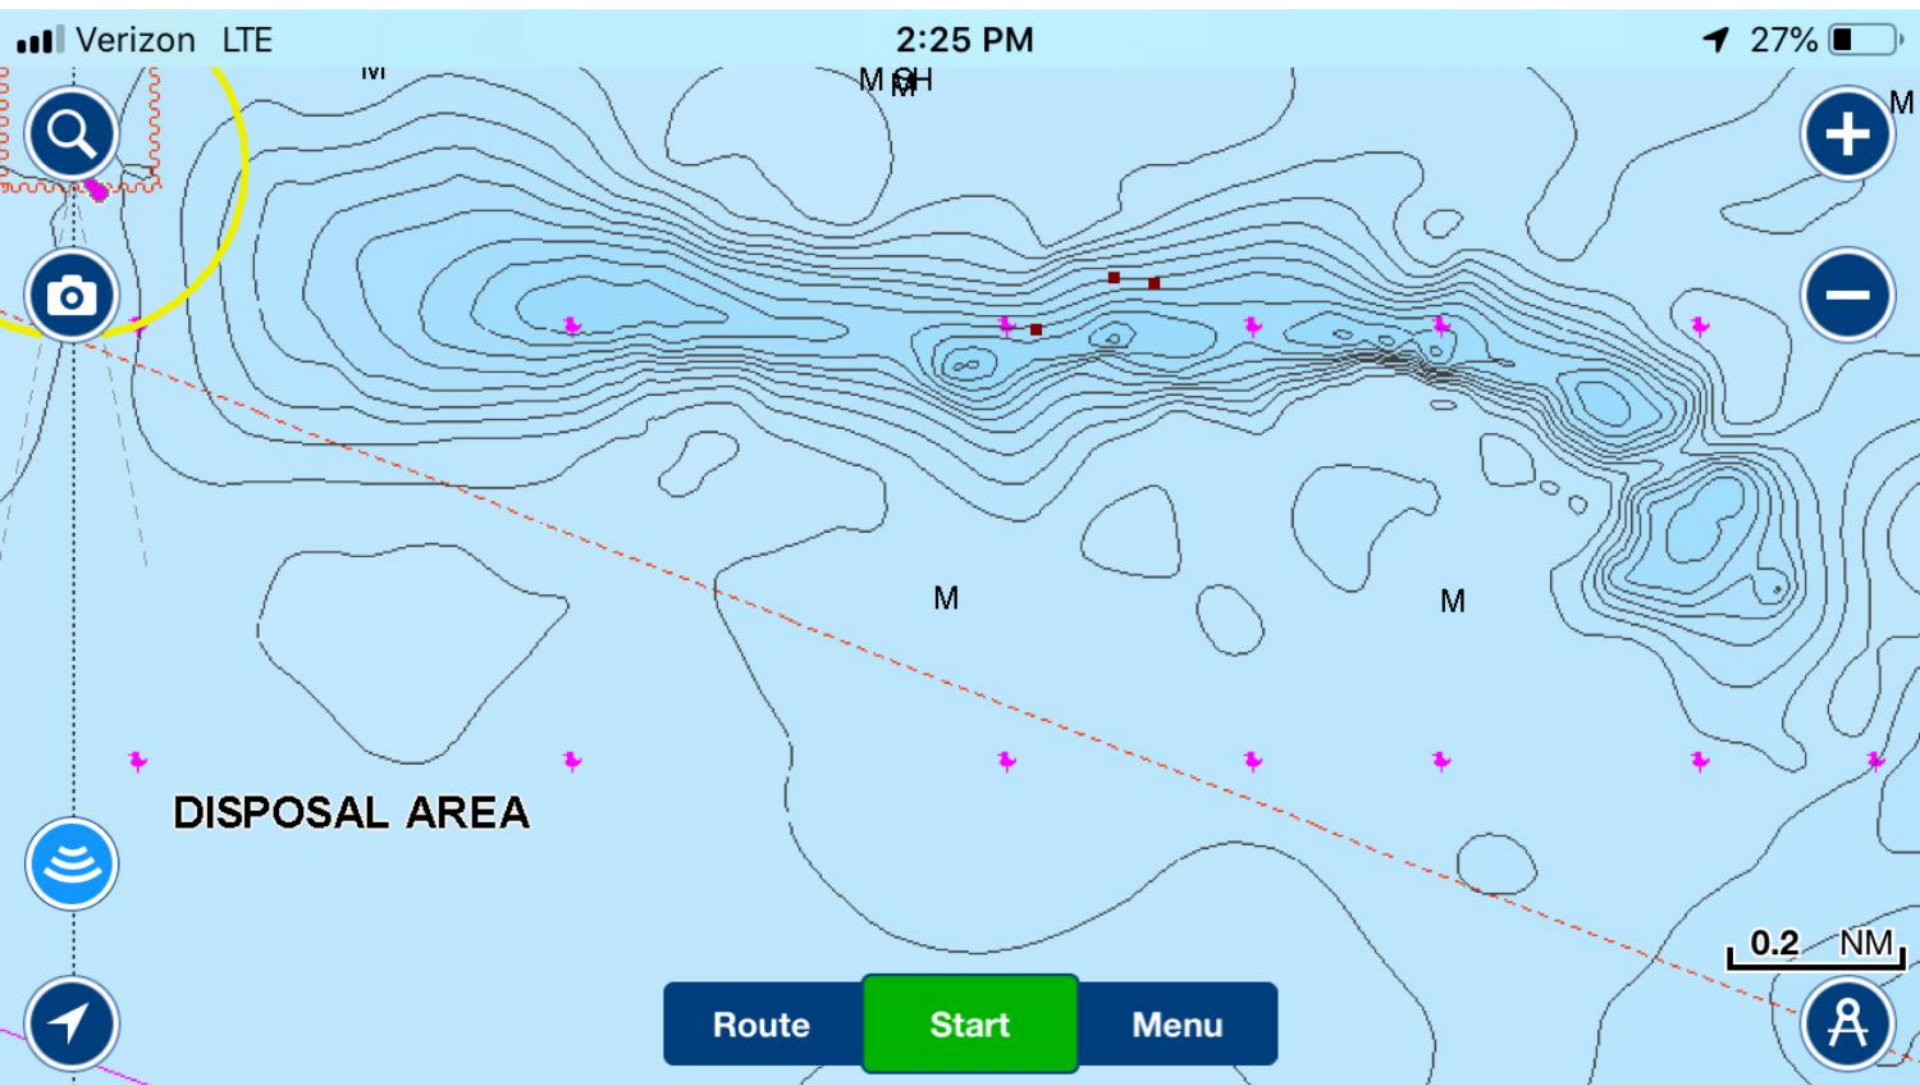 Verizon LTE 2:25 PM 27%
M
M
M
M M
DISPOSAL AREA
0.2 NM
Route Start Menu